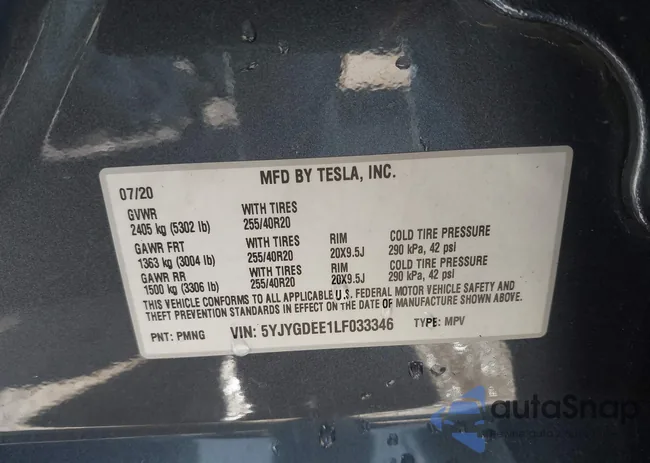 MFD BY TESLA, INC.
07/20
GVWR WITH TIRES
2405 kg (5302 lb) 255/40R20
GAWR FRT WITH TIRES RIM COLD TIRE PRESSURE
1363 kg (3004 lb) 255/40R20 20X9.5J 290 kPa, 42 psi
GAWR RR WITH TIRES RIM COLD TIRE PRESSURE
1500 kg (3306 lb) 255/40R20 20X9.5J 290 kPa, 42 psi
THIS VEHICLE CONFORMS TO ALL APPLICABLE U.S. FEDERAL MOTOR VEHICLE SAFETY AND
THEFT PREVENTION STANDARDS IN EFFECT ON THE DATE OF MANUFACTURE SHOWN ABOVE.
PNT: PMNG VIN: 5YJYGDEE1LF033346 TYPE: MPV
autoSnap